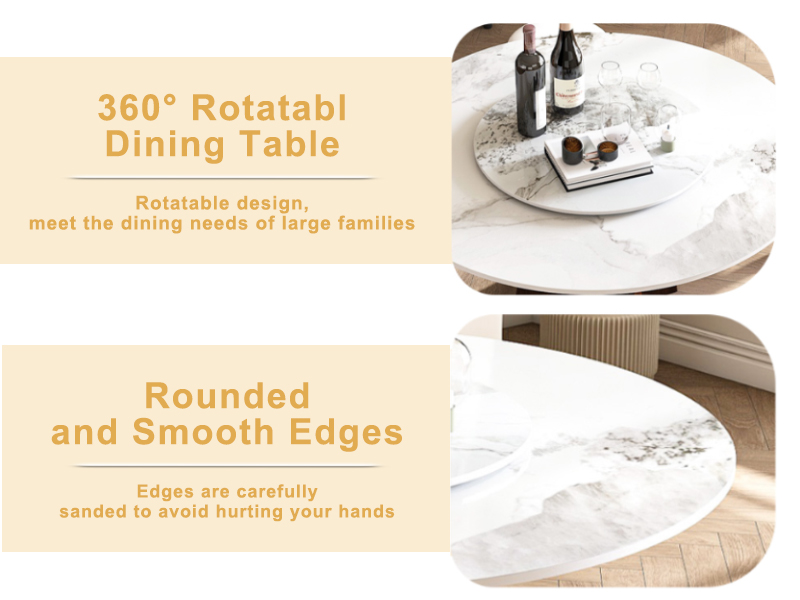 360° Rotatabl
Dining Table
Rotatable design,
meet the dining needs of large families
Rounded
and Smooth Edges
Edges are carefully
sanded to avoid hurting your hands